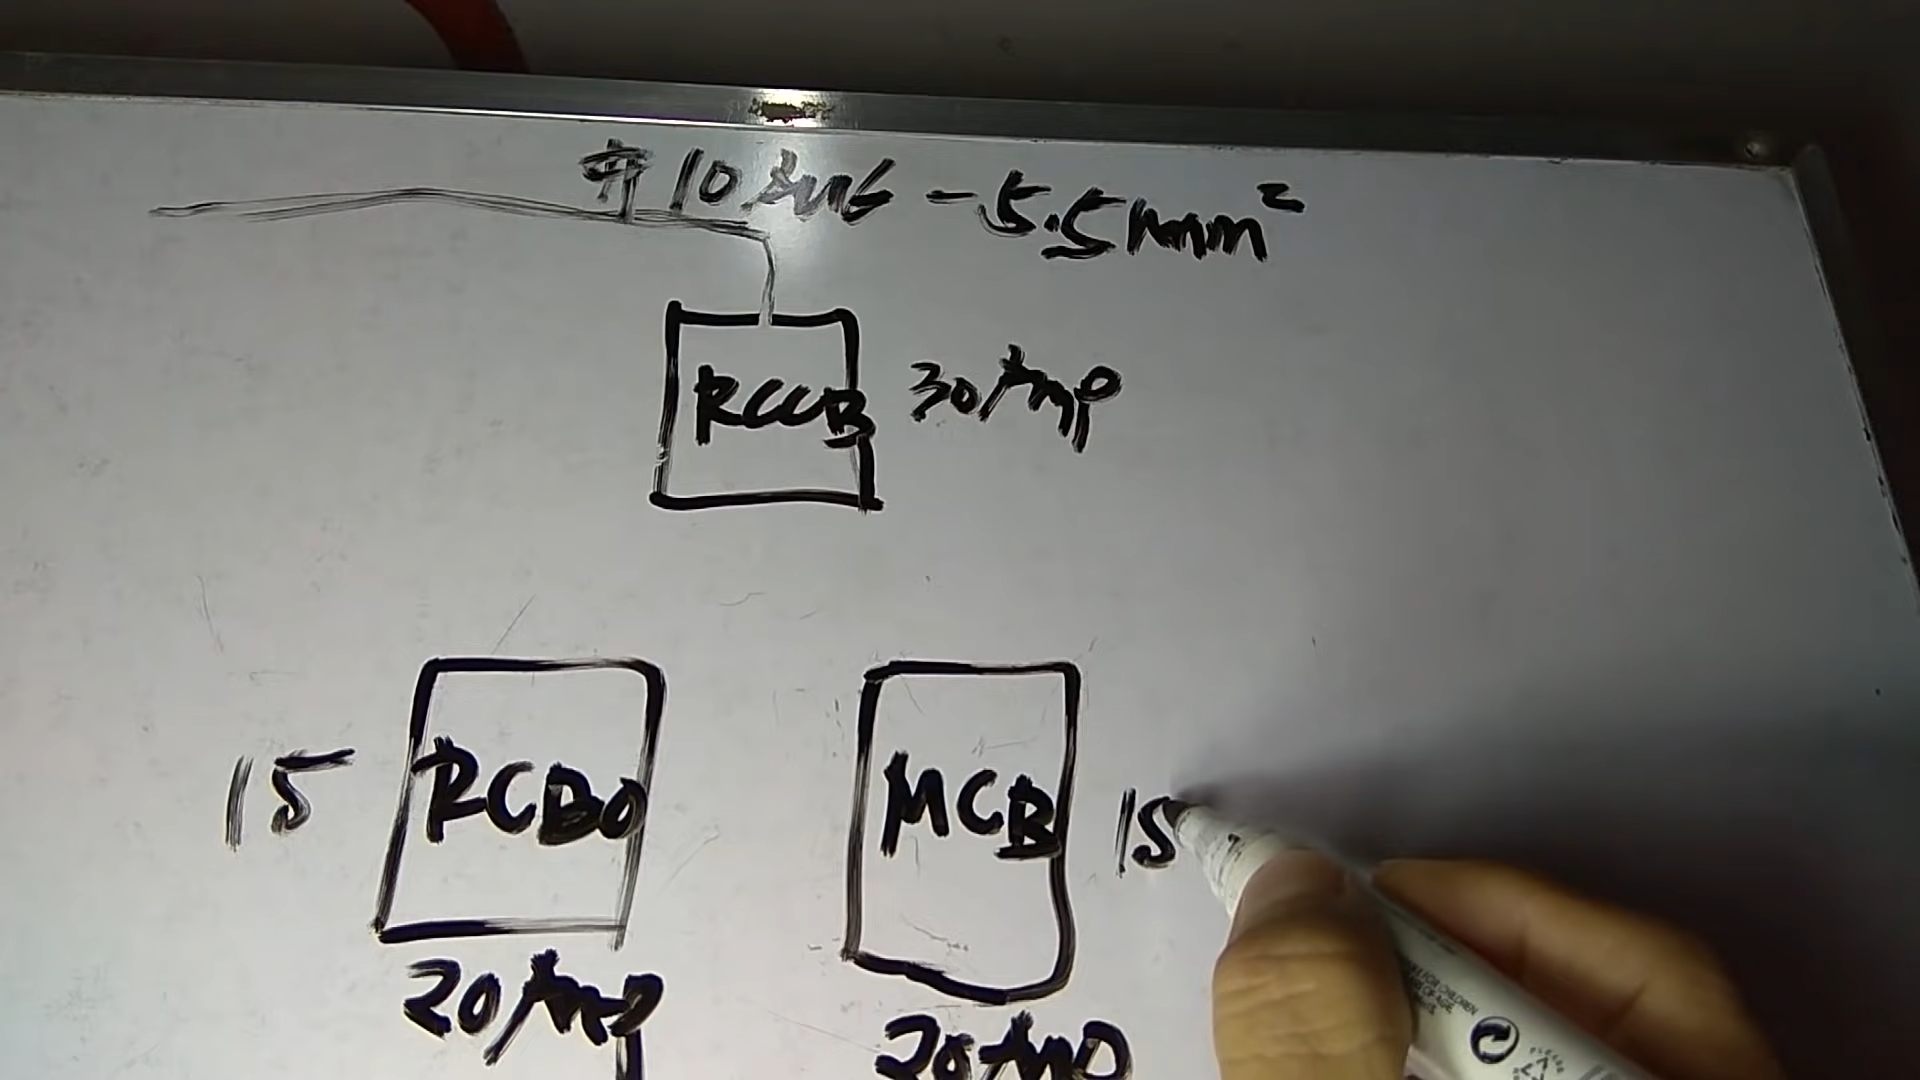 #10 AWG - 5.5mm²
RCCB 30Amp
15 RCBO
MCB 15
20Amp
20Amp